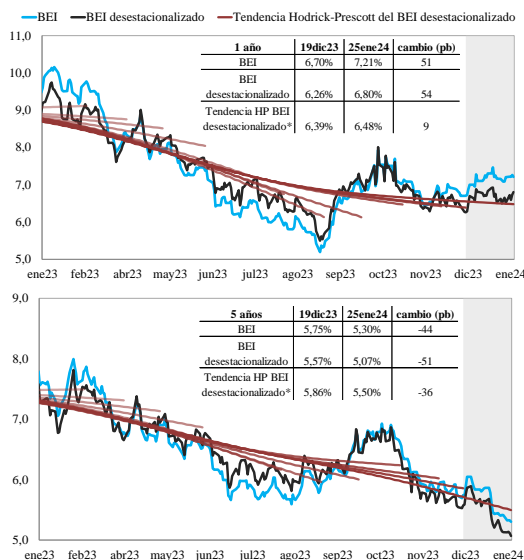 BEI BEI desestacionalizado Tendencia Hodrick-Prescott del BEI desestacionalizado
11,0
10,0
9,0
8,0
7,0
6,0
5,0
1 año 19dic23 25ene24 cambio (pb)
BEI 6,70% 7,21% 51
BEI
desestacionalizado 6,26% 6,80% 54
Tendencia HP BEI
desestacionalizado* 6,39% 6,48% 9
ene23 feb23 abr23 may23 jun23 jul23 ago23 sep23 oct23 nov23 dic23 ene24
9,0
8,0
7,0
6,0
5,0
5 años 19dic23 25ene24 cambio (pb)
BEI 5,75% 5,30% -44
BEI
desestacionalizado 5,57% 5,07% -51
Tendencia HP BEI
desestacionalizado* 5,86% 5,50% -36
ene23 feb23 abr23 may23 jun23 jul23 ago23 sep23 oct23 nov23 dic23 ene24